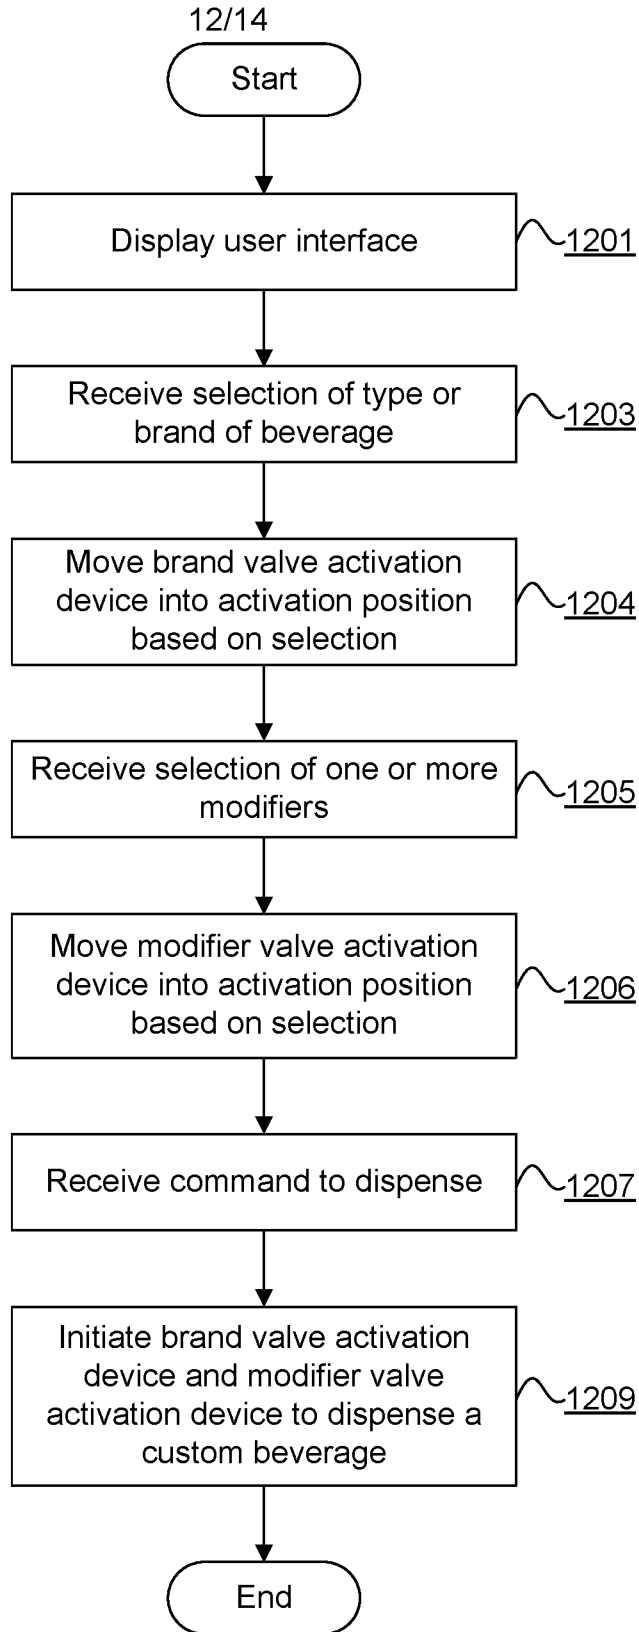 12/14
Start
Display user interface
1201
Receive selection of type or
brand of beverage
1203
Move brand valve activation
device into activation position
based on selection
1204
Receive selection of one or more
modifiers
1205
Move modifier valve activation
device into activation position
based on selection
1206
Receive command to dispense
1207
Initiate brand valve activation
device and modifier valve
activation device to dispense a
custom beverage
1209
End